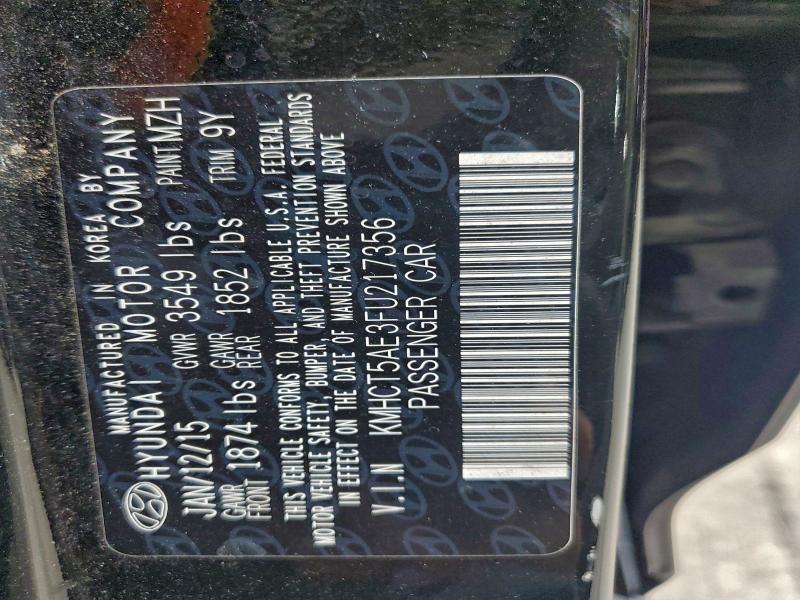 MANUFACTURED IN KOREA BY
HYUNDAI MOTOR COMPANY
JAN/12/15 GVWR 3549 lbs PAINT MZH
GAWR FRONT 1874 lbs GAWR REAR 1852 lbs TRIM 9Y
THIS VEHICLE CONFORMS TO ALL APPLICABLE U.S.A. FEDERAL
MOTOR VEHICLE SAFETY, BUMPER, AND THEFT PREVENTION STANDARDS
IN EFFECT ON THE DATE OF MANUFACTURE SHOWN ABOVE
V.I.N KMHCT5AE3FU217356
PASSENGER CAR